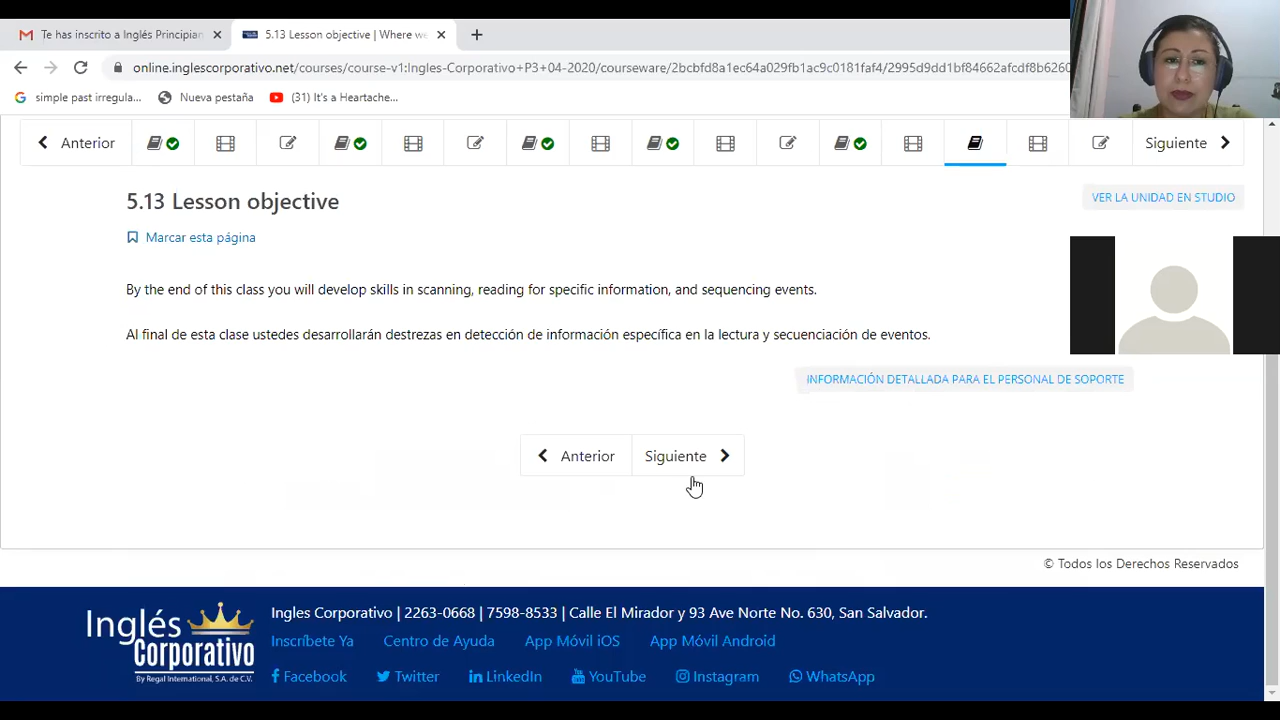 Te has inscrito a Inglés Principian
5.13 Lesson objective | Where we
online.inglescorporativo.net/courses/course-v1:Ingles-Corporativo+P3+04-2020/courseware/2bcbfd8a1ec64a029fb1ac9c0181faf4/2995d9dd1bf84662afcdf8b6260
simple past irregula...
Nueva pestaña
(31) It's a Heartache...
Anterior
Siguiente
5.13 Lesson objective
VER LA UNIDAD EN STUDIO
Marcar esta página
By the end of this class you will develop skills in scanning, reading for specific information, and sequencing events.
Al final de esta clase ustedes desarrollarán destrezas en detección de información específica en la lectura y secuenciación de eventos.
INFORMACIÓN DETALLADA PARA EL PERSONAL DE SOPORTE
Anterior
Siguiente
© Todos los Derechos Reservados
Inglés Corporativo
By Regal International, S.A. de C.V.
Ingles Corporativo | 2263-0668 | 7598-8533 | Calle El Mirador y 93 Ave Norte No. 630, San Salvador.
Inscríbete Ya
Centro de Ayuda
App Móvil iOS
App Móvil Android
Facebook
Twitter
LinkedIn
YouTube
Instagram
WhatsApp